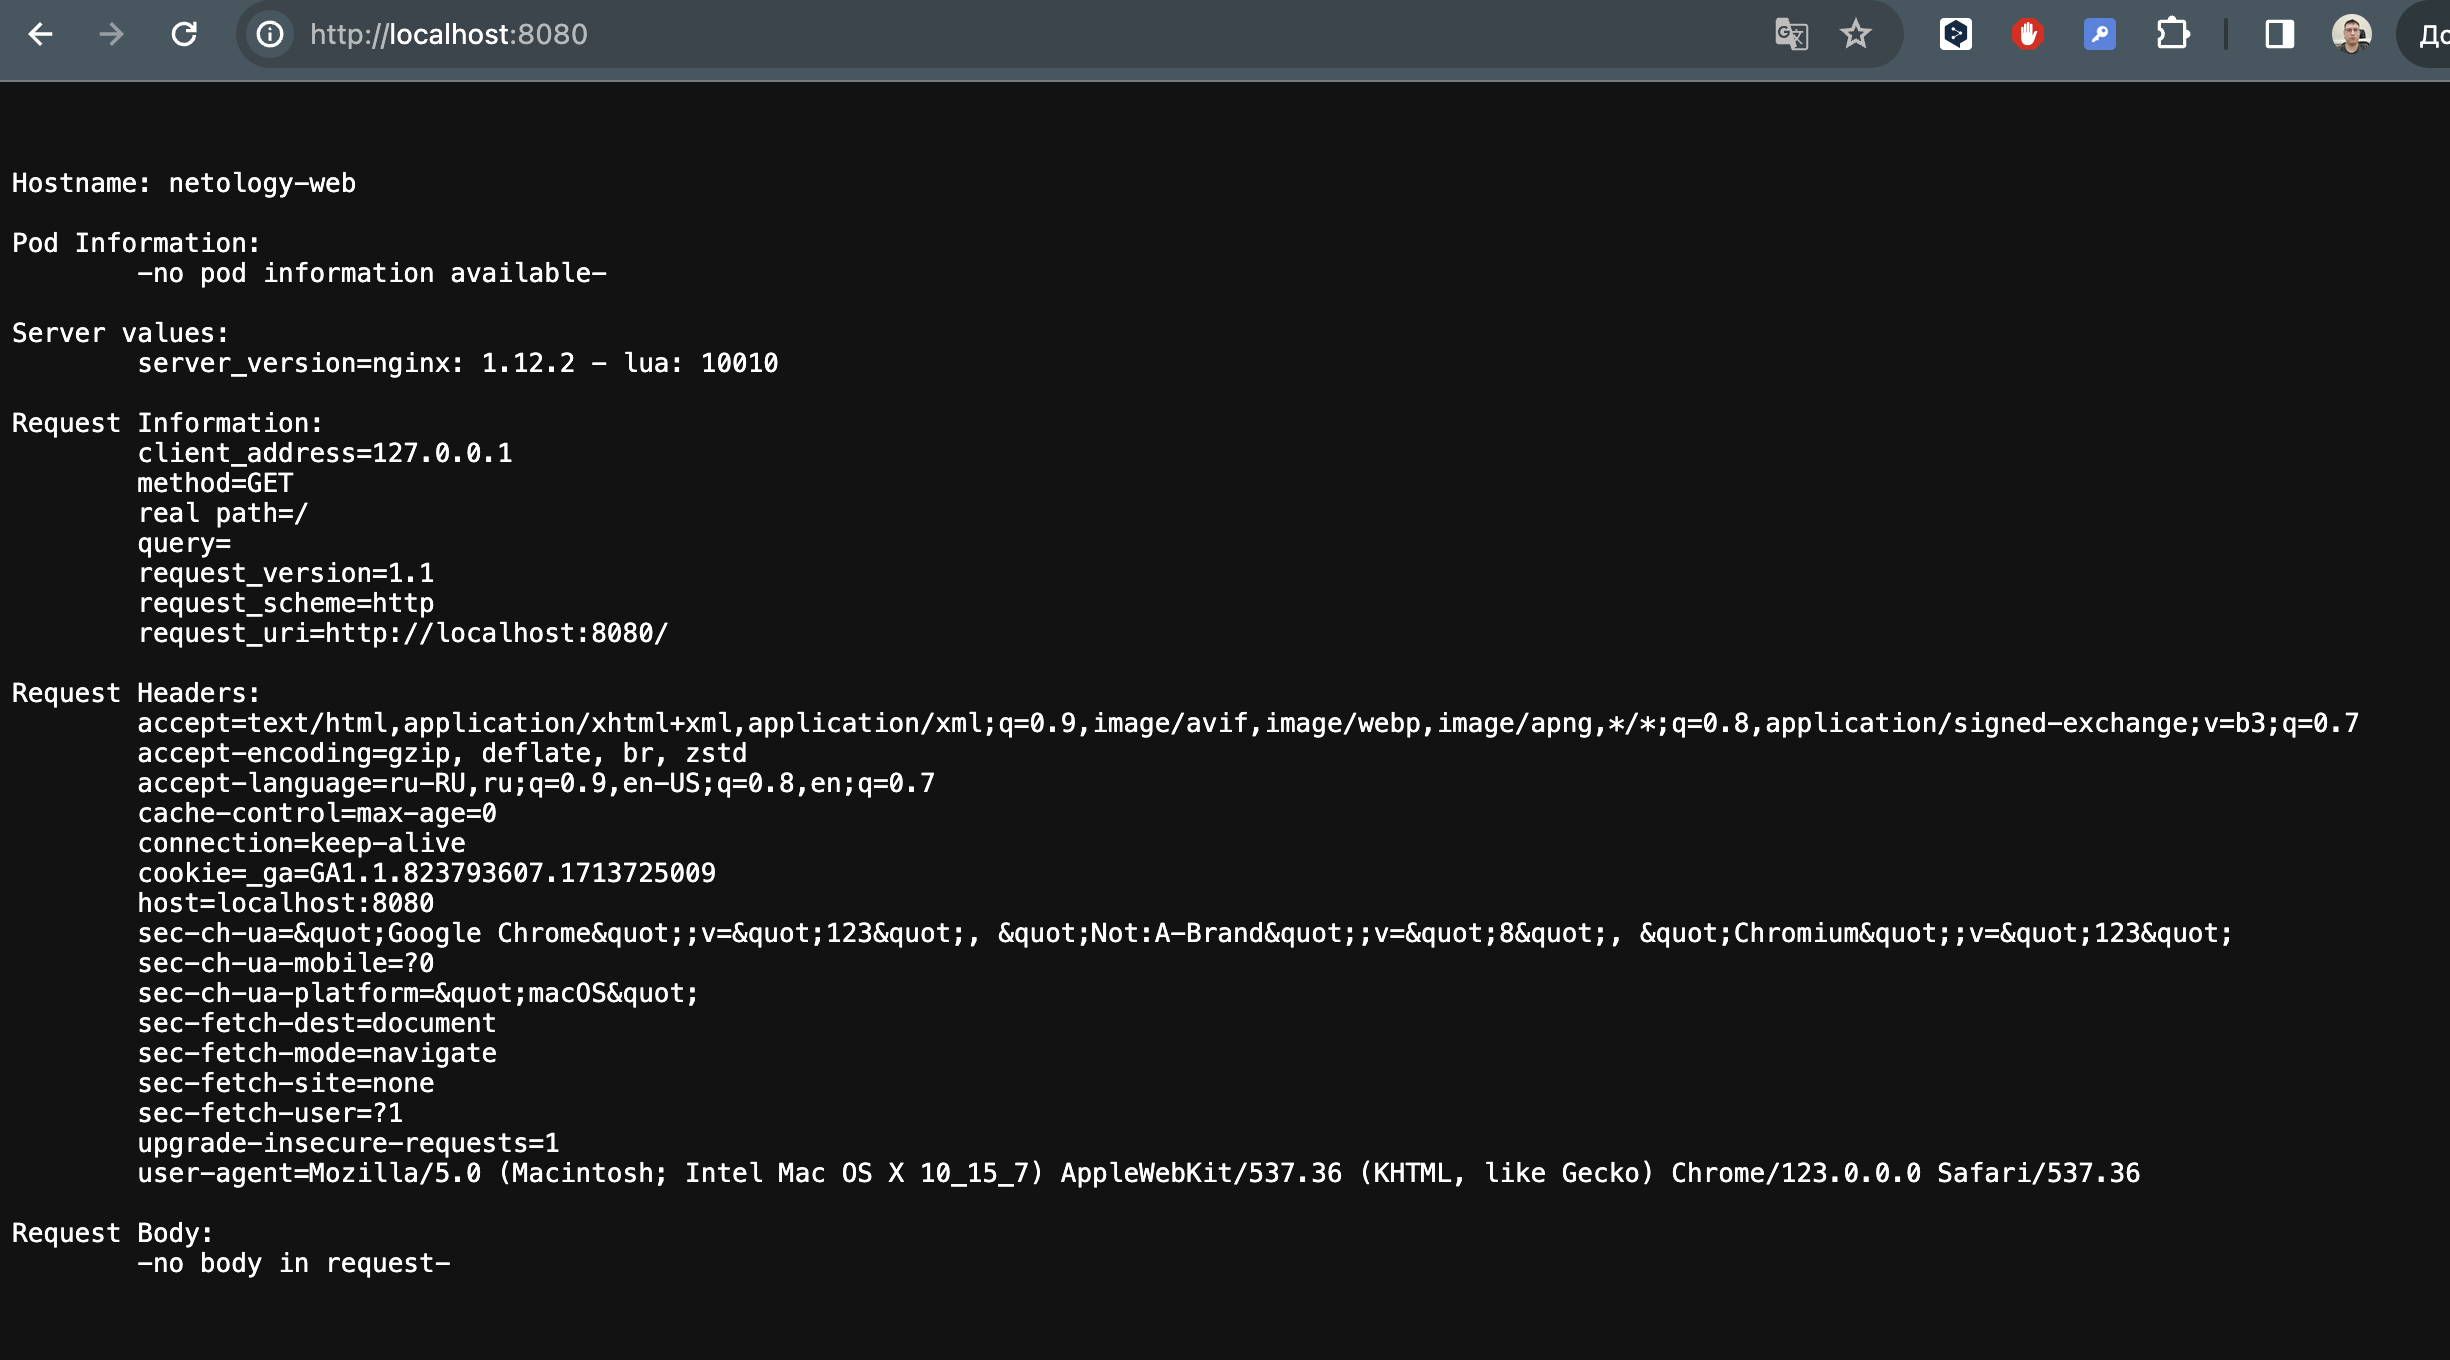 http://localhost:8080
До
Hostname: netology-web
Pod Information:
-no pod information available-
Server values:
server_version=nginx: 1.12.2 - lua: 10010
Request Information:
client_address=127.0.0.1
method=GET
real path=/
query=
request_version=1.1
request_scheme=http
request_uri=http://localhost:8080/
Request Headers:
accept=text/html,application/xhtml+xml,application/xml;q=0.9,image/avif,image/webp,image/apng,*/*;q=0.8,application/signed-exchange;v=b3;q=0.7
accept-encoding=gzip, deflate, br, zstd
accept-language=ru-RU,ru;q=0.9,en-US;q=0.8,en;q=0.7
cache-control=max-age=0
connection=keep-alive
cookie=_ga=GA1.1.823793607.1713725009
host=localhost:8080
sec-ch-ua=&quot;Google Chrome&quot;;v=&quot;123&quot;, &quot;Not:A-Brand&quot;;v=&quot;8&quot;, &quot;Chromium&quot;;v=&quot;123&quot;
sec-ch-ua-mobile=?0
sec-ch-ua-platform=&quot;macOS&quot;
sec-fetch-dest=document
sec-fetch-mode=navigate
sec-fetch-site=none
sec-fetch-user=?1
upgrade-insecure-requests=1
user-agent=Mozilla/5.0 (Macintosh; Intel Mac OS X 10_15_7) AppleWebKit/537.36 (KHTML, like Gecko) Chrome/123.0.0.0 Safari/537.36
Request Body:
-no body in request-